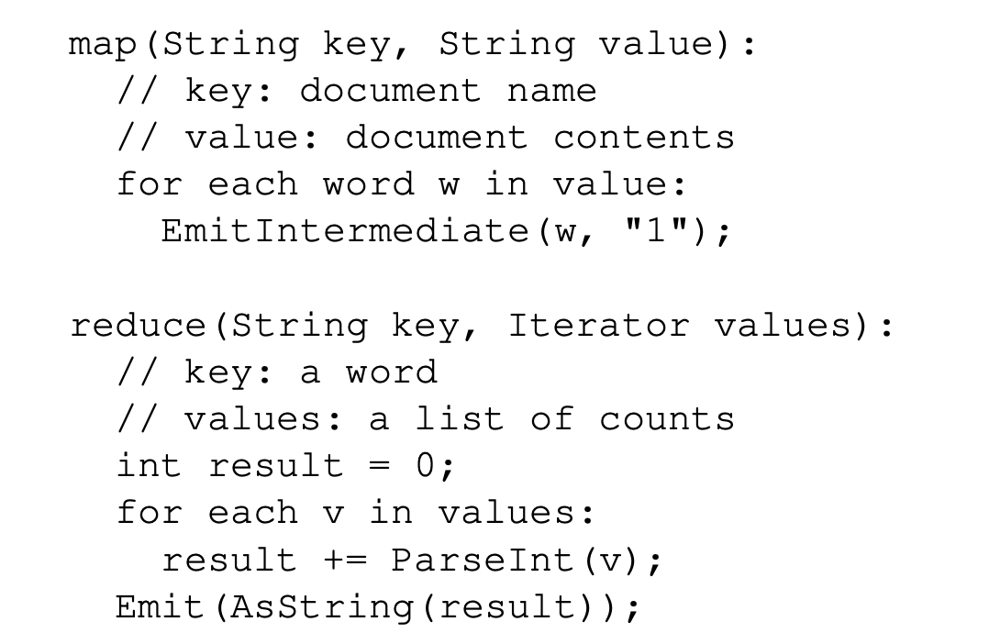 map(String key, String value):
  // key: document name
  // value: document contents
  for each word w in value:
    EmitIntermediate(w, "1");

reduce(String key, Iterator values):
  // key: a word
  // values: a list of counts
  int result = 0;
  for each v in values:
    result += ParseInt(v);
  Emit(AsString(result));